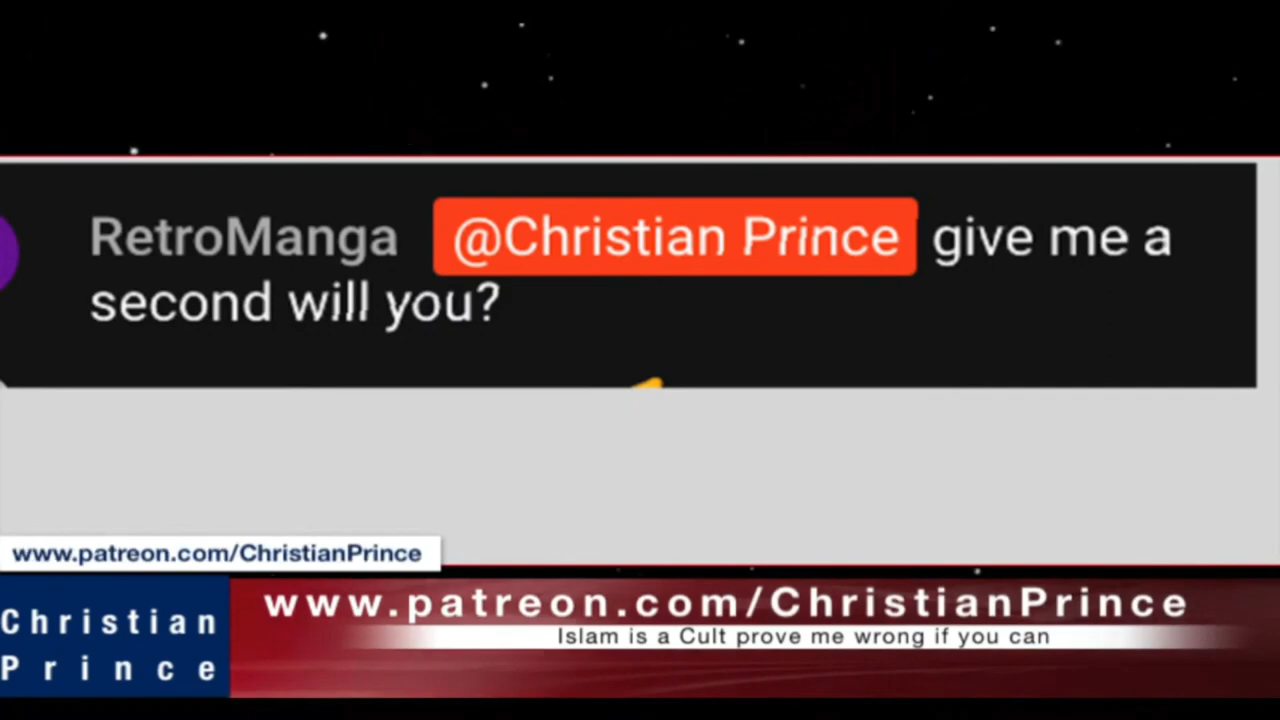 RetroManga @Christian Prince give me a
second will you?
www.patreon.com/ChristianPrince
Christian
Prince
www.patreon.com/ChristianPrince
Islam is a Cult prove me wrong if you can